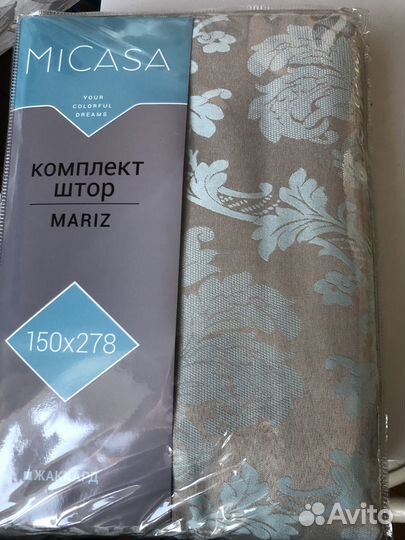 MICASA
YOUR
COLORFUL
DREAMS
комплект
штор
MARIZ
150x278
ЖАККАРД
Avito